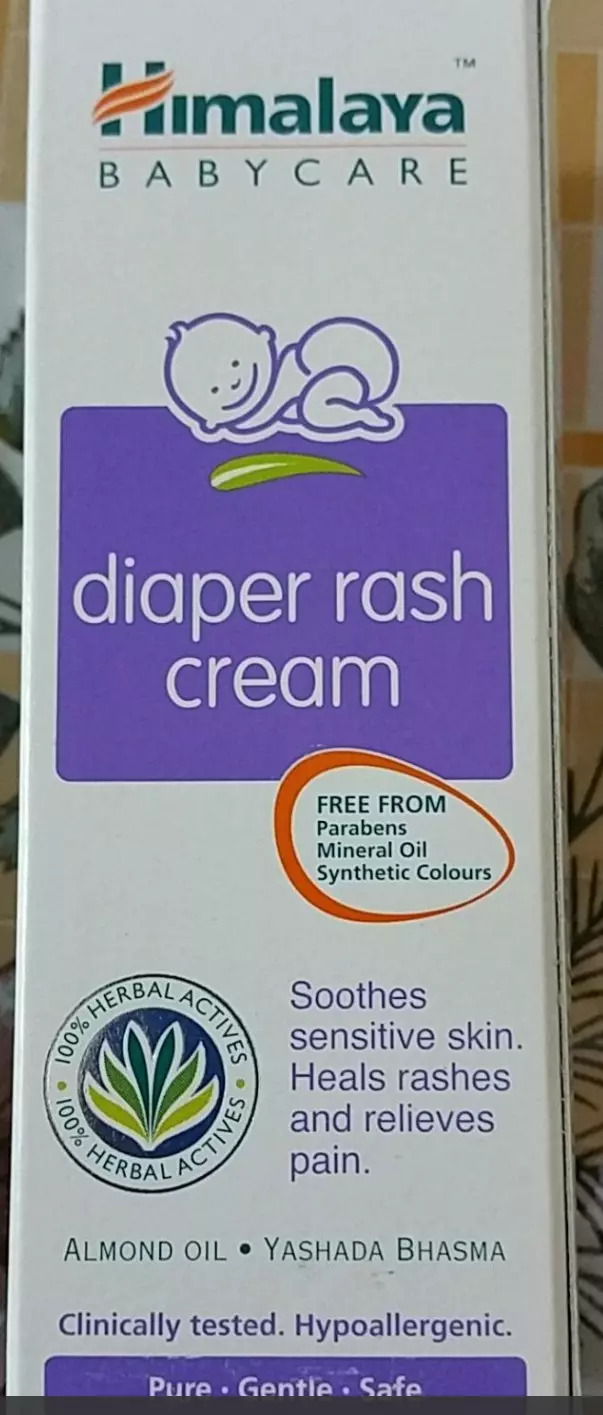 Himalaya™
BABYCARE
diaper rash
cream
FREE FROM
Parabens
Mineral Oil
Synthetic Colours
100% HERBAL ACTIVES
100% HERBAL ACTIVES
Soothes
sensitive skin.
Heals rashes
and relieves
pain.
ALMOND OIL • YASHADA BHASMA
Clinically tested. Hypoallergenic.
Pure · Gentle · Safe